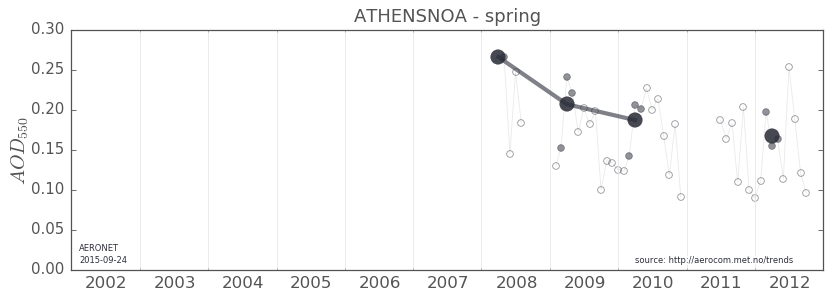 ATHENSNOA - spring
0.30
0.25
0.20
0.15
0.10
0.05
0.00
AOD550
AERONET
2015-09-24
source: http://aerocom.met.no/trends
2002 2003 2004 2005 2006 2007 2008 2009 2010 2011 2012